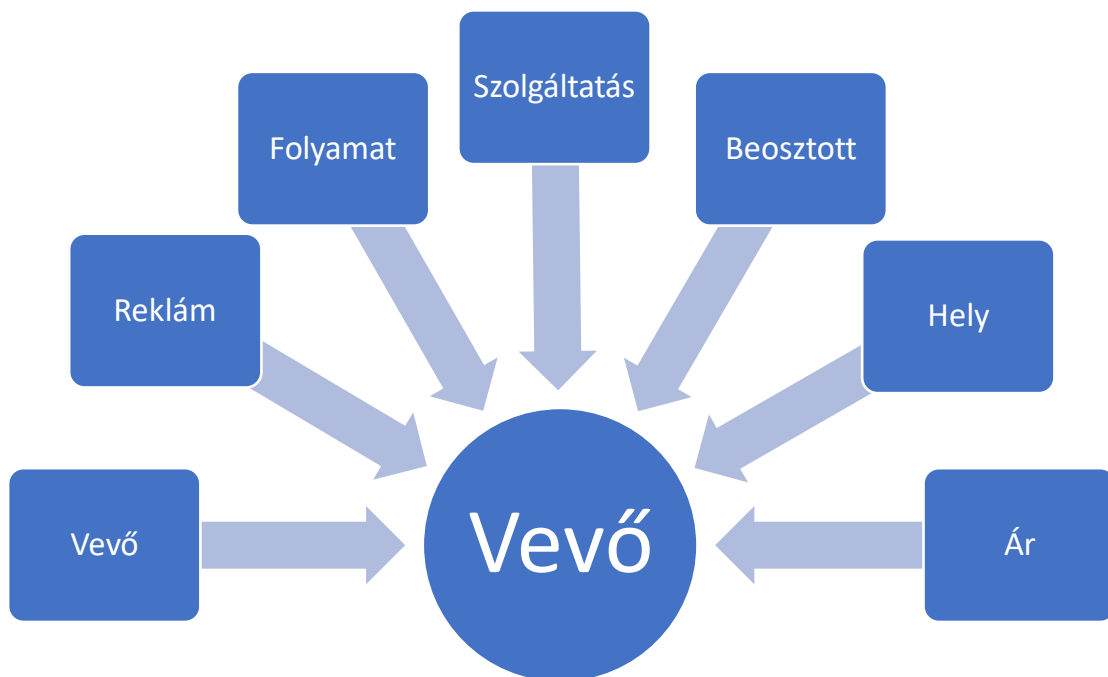 Szolgáltatás
Folyamat
Beosztott
Reklám
Hely
Vevő
Vevő
Ár